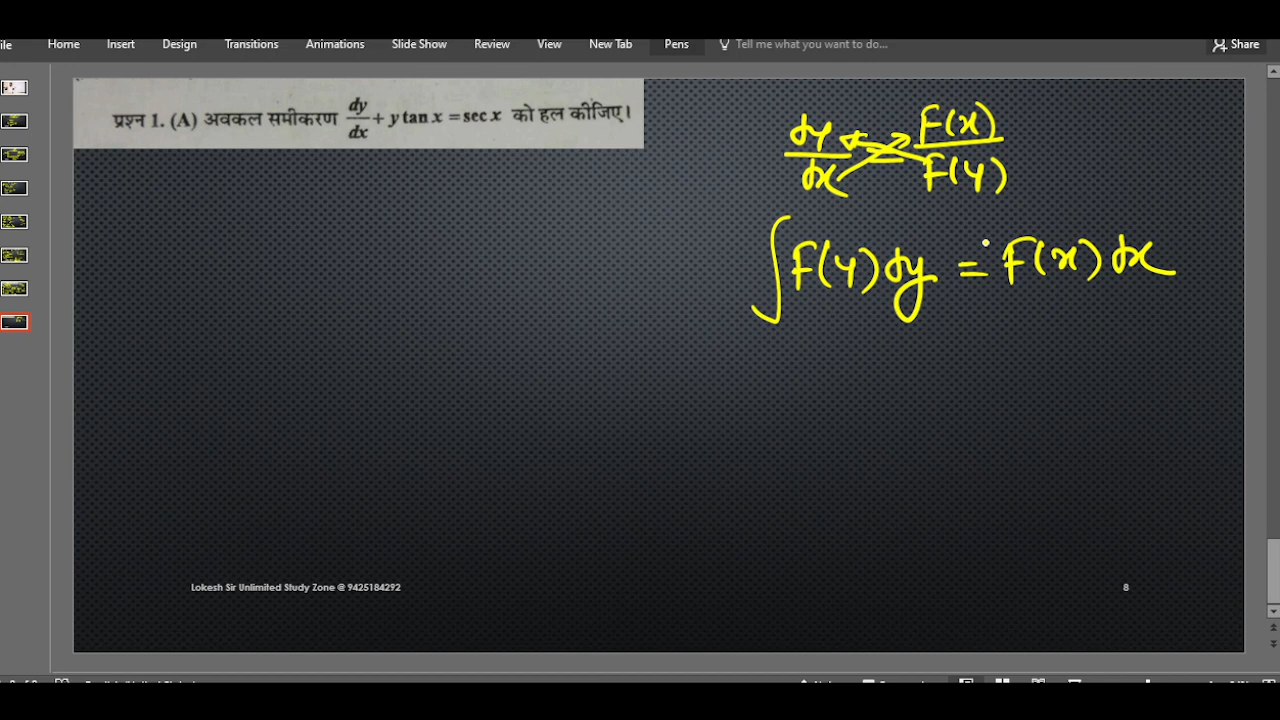 File Home Insert Design Transitions Animations Slide Show Review View New Tab Pens Tell me what you want to do... Share
प्रश्न 1. (A) अवकल समीकरण dy/dx + y tan x = sec x को हल कीजिए।
dy/dx = F(x)/F(y)
∫ F(y) dy = F(x) dx
Lokesh Sir Unlimited Study Zone @ 9425184292
8